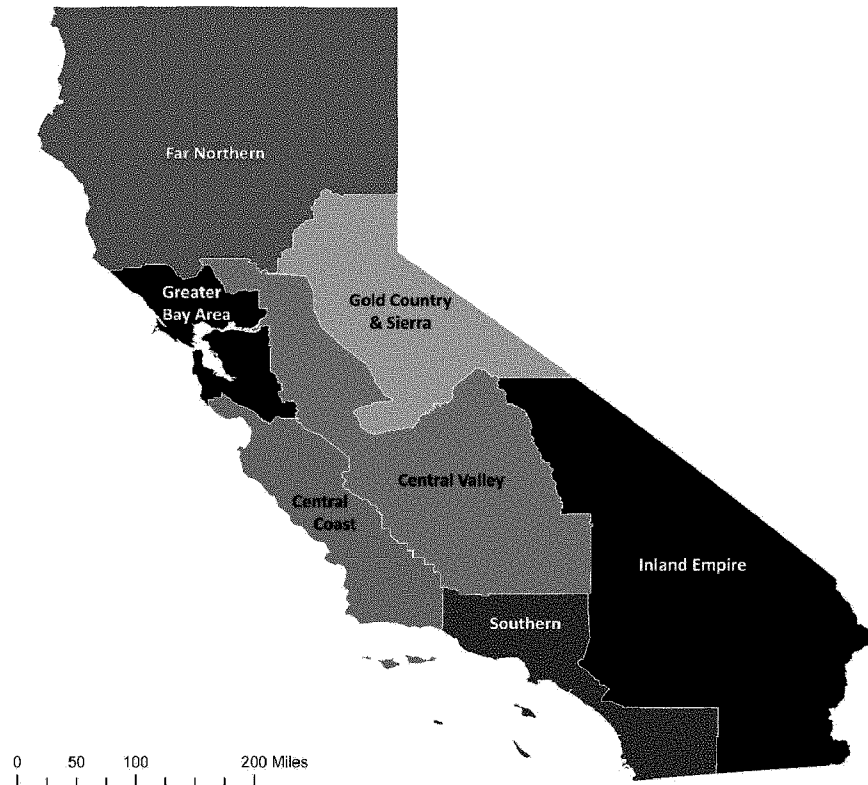 Far Northern
Greater
Bay Area
Gold Country
& Sierra
Central Valley
Central
Coast
Inland Empire
Southern
0 50 100 200 Miles